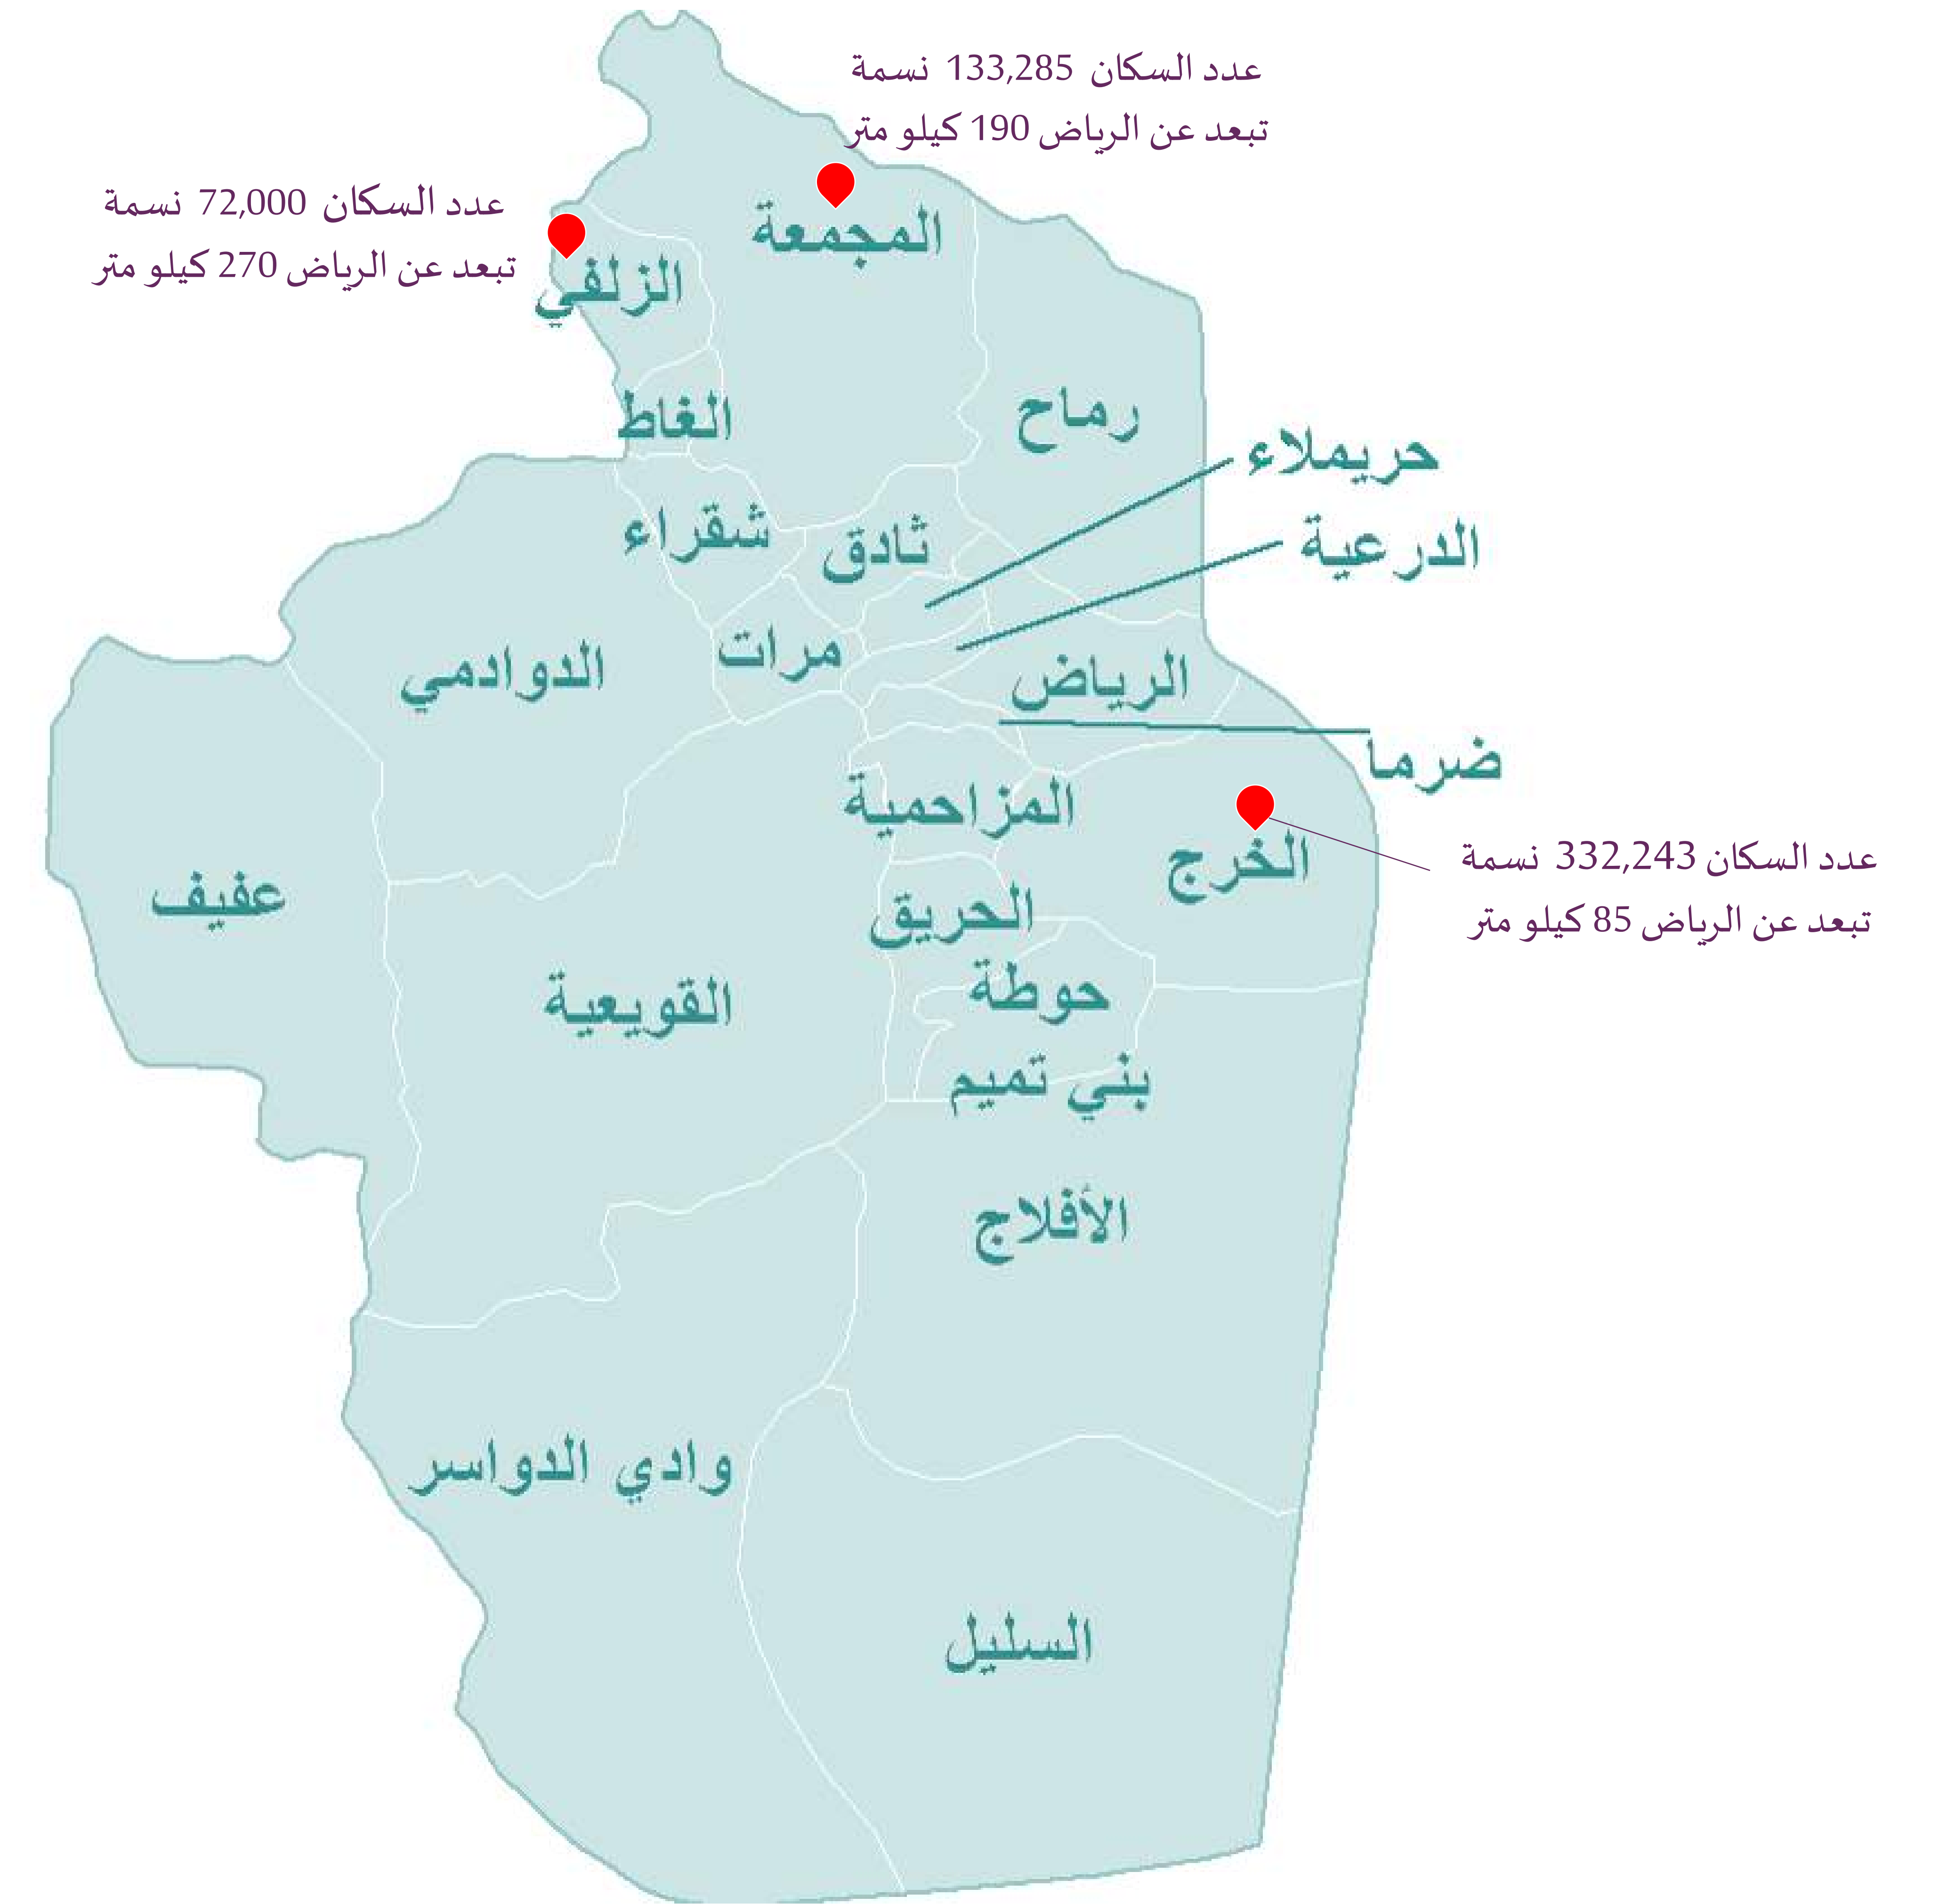 عدد السكان 133,285 نسمة
تبعد عن الرياض 190 كيلو متر
عدد السكان 72,000 نسمة
تبعد عن الرياض 270 كيلو متر
المجمعة
الزلفي
رماح
الغاط
حريملاء
شقراء
ثادق
الدرعية
الدوادمي
مرات
الرياض
ضرما
المزاحمية
الخرج
عدد السكان 332,243 نسمة
تبعد عن الرياض 85 كيلو متر
عفيف
الحريق
القويعية
حوطة
بني تميم
الأفلاج
وادي الدواسر
السليل